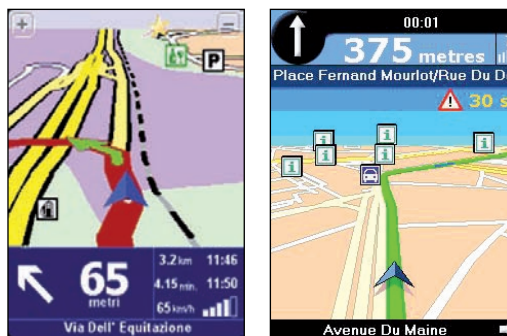 P
65
metri
3.2 km 11:46
4.15 min. 11:50
65 km/h
Via Dell' Equitazione
00:01
375 metres
Place Fernand Mourlot/Rue Du D
30 s
i
i
i
i
i
i
Avenue Du Maine